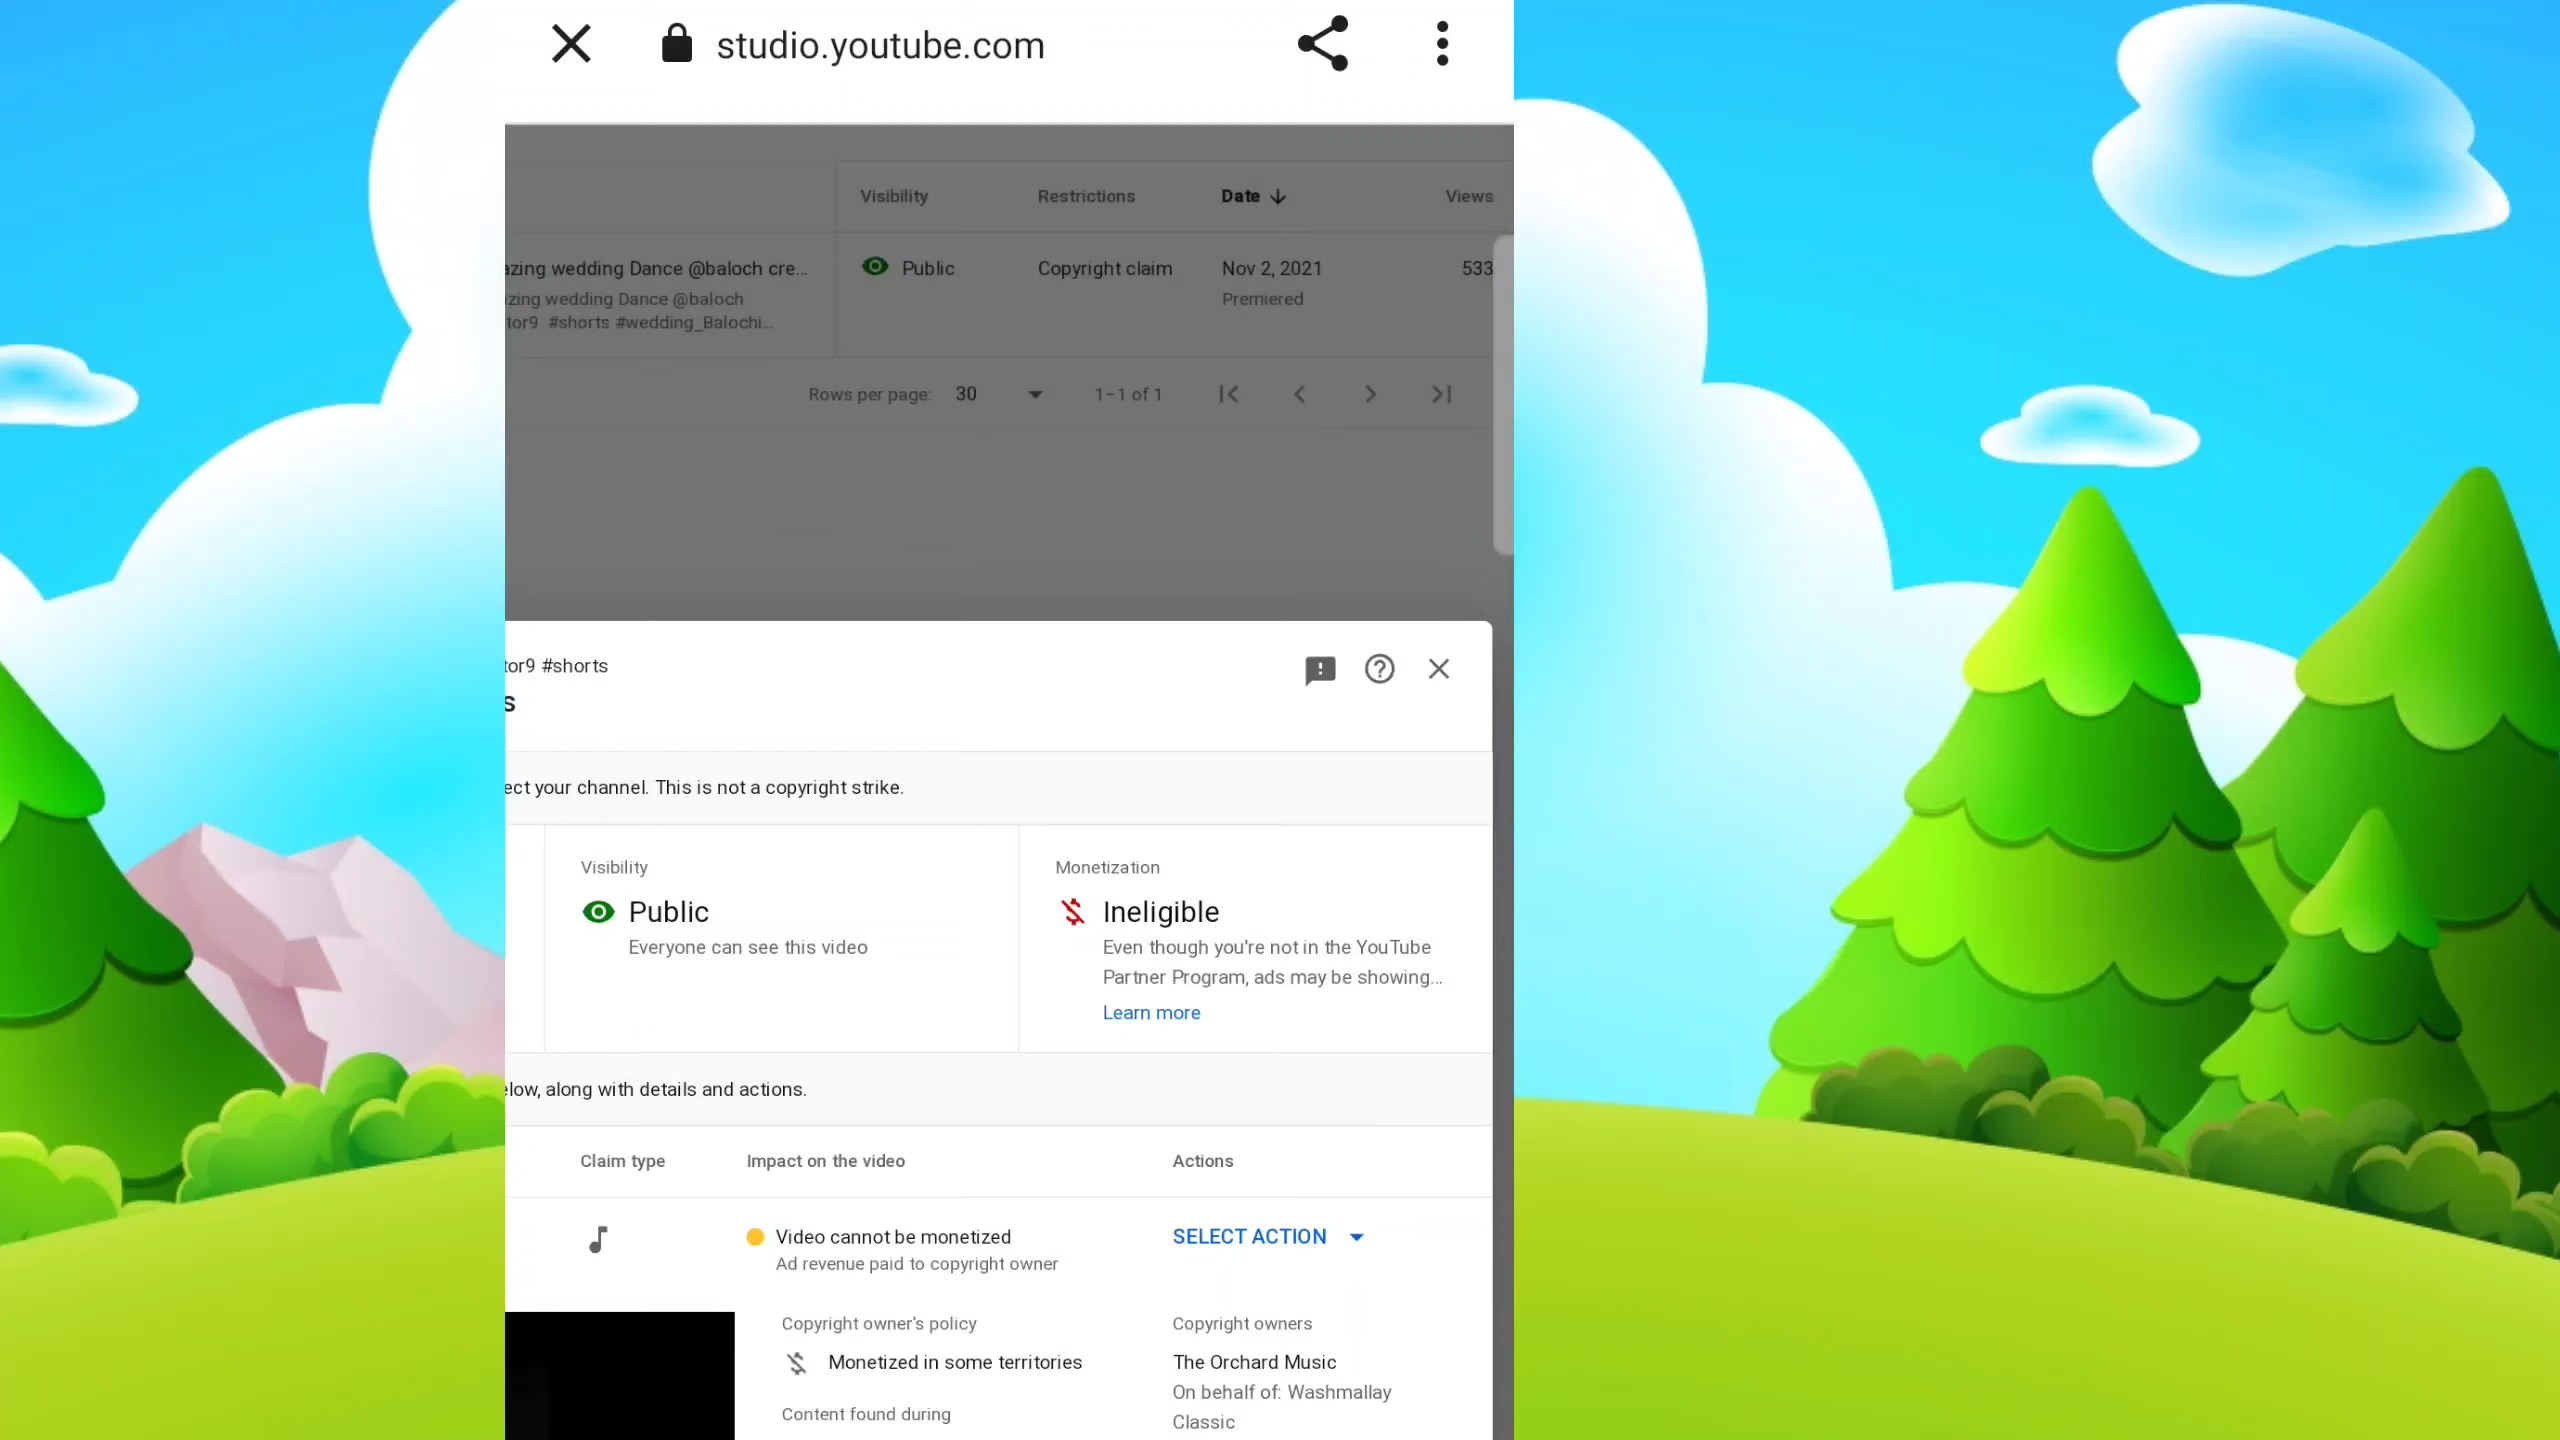 studio.youtube.com
Visibility Restrictions Date Views
azing wedding Dance @baloch cre... Public Copyright claim Nov 2, 2021 533
azing wedding Dance @baloch Premiered
tor9 #shorts #wedding_Balochi...
Rows per page: 30 1–1 of 1
tor9 #shorts
s
ect your channel. This is not a copyright strike.
Visibility Monetization
Public Ineligible
Everyone can see this video Even though you're not in the YouTube
Partner Program, ads may be showing...
Learn more
elow, along with details and actions.
Claim type Impact on the video Actions
Video cannot be monetized SELECT ACTION
Ad revenue paid to copyright owner
Copyright owner's policy Copyright owners
Monetized in some territories The Orchard Music
On behalf of: Washmallay
Content found during Classic